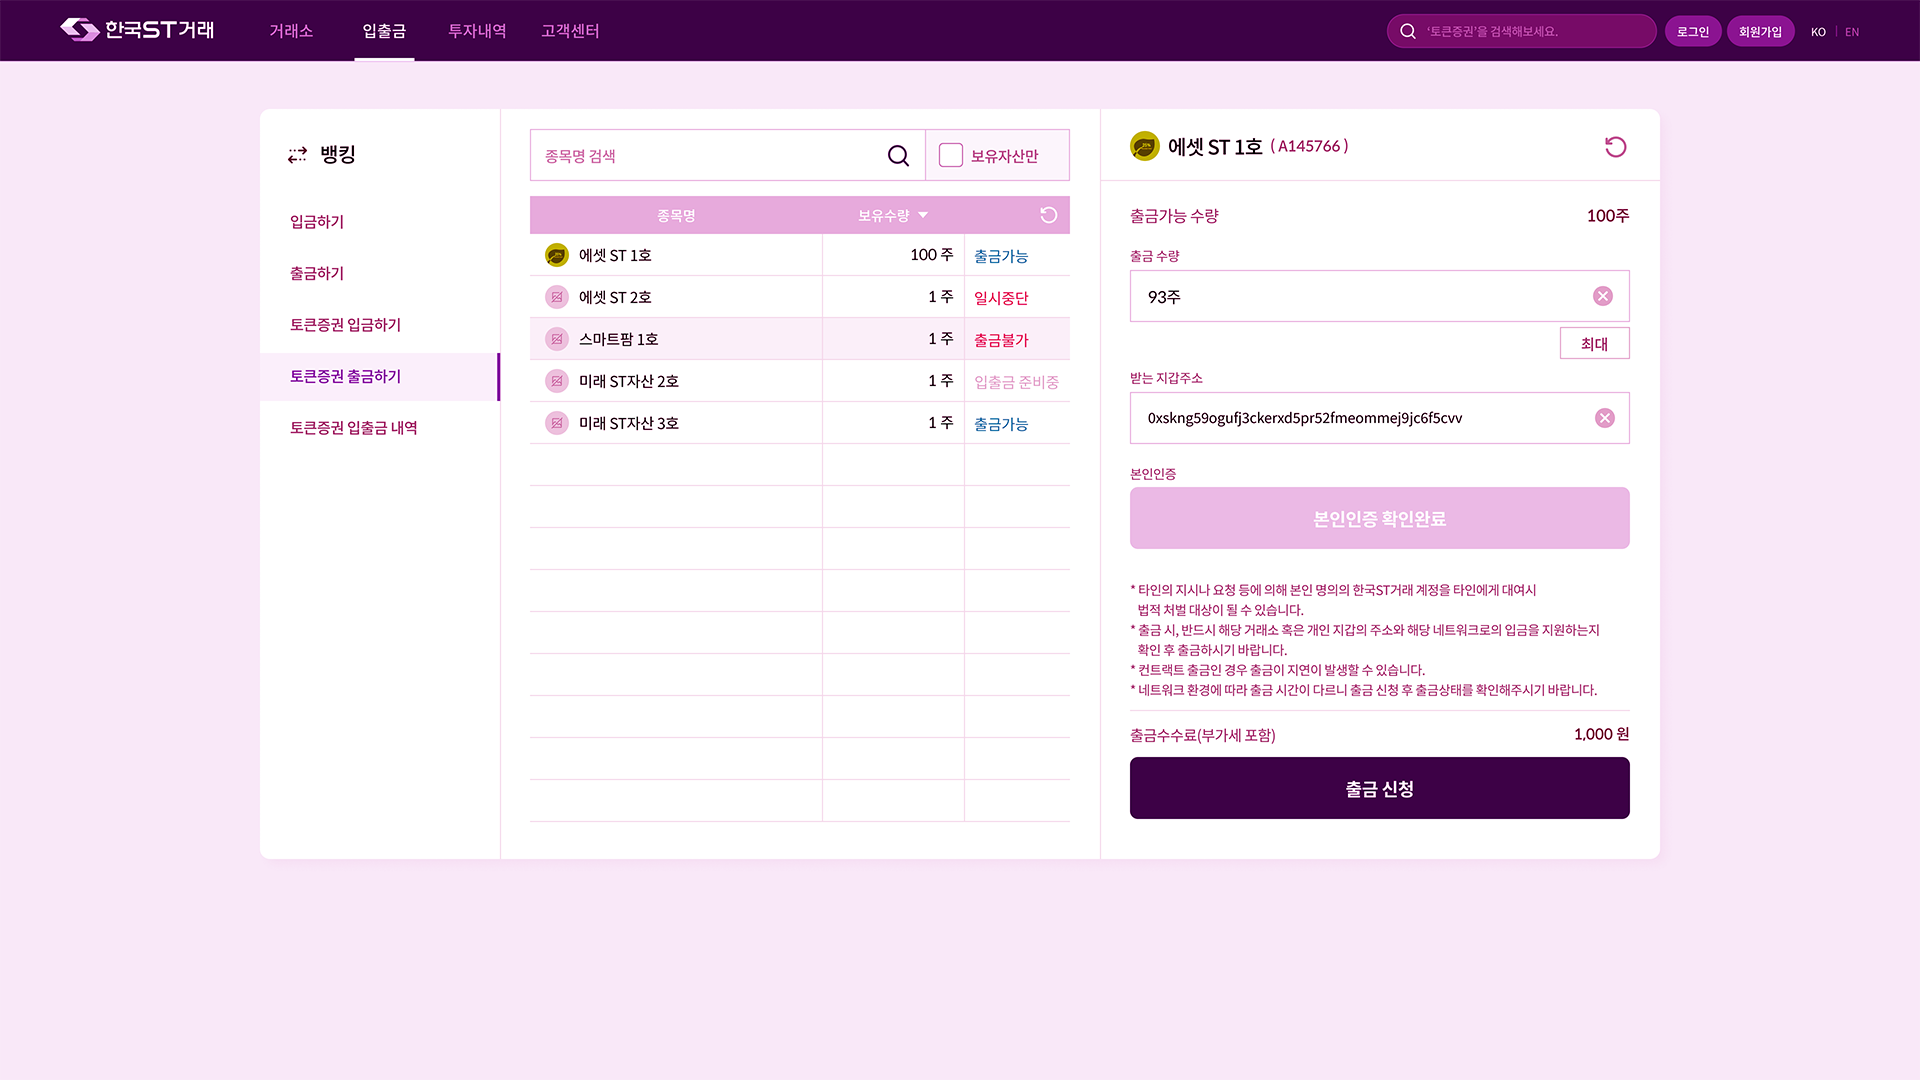 한국ST거래
거래소 입출금 투자내역 고객센터
‘토큰증권’을 검색해보세요.
로그인 회원가입 KO EN
뱅킹
입금하기
출금하기
토큰증권 입금하기
토큰증권 출금하기
토큰증권 입출금 내역
종목명 검색
보유자산만
종목명 보유수량
에셋 ST 1호 100 주 출금가능
에셋 ST 2호 1 주 일시중단
스마트팜 1호 1 주 출금불가
미래 ST자산 2호 1 주 입출금 준비중
미래 ST자산 3호 1 주 출금가능
에셋 ST 1호 ( A145766 )
출금가능 수량 100주
출금 수량
93주
최대
받는 지갑주소
0xskng59ogufj3ckerxd5pr52fmeommej9jc6f5cvv
본인인증
본인인증 확인완료
* 타인의 지시나 요청 등에 의해 본인 명의의 한국ST거래 계정을 타인에게 대여시
법적 처벌 대상이 될 수 있습니다.
* 출금 시, 반드시 해당 거래소 혹은 개인 지갑의 주소와 해당 네트워크로의 입금을 지원하는지
확인 후 출금하시기 바랍니다.
* 컨트랙트 출금인 경우 출금이 지연이 발생할 수 있습니다.
* 네트워크 환경에 따라 출금 시간이 다르니 출금 신청 후 출금상태를 확인해주시기 바랍니다.
출금수수료(부가세 포함) 1,000 원
출금 신청